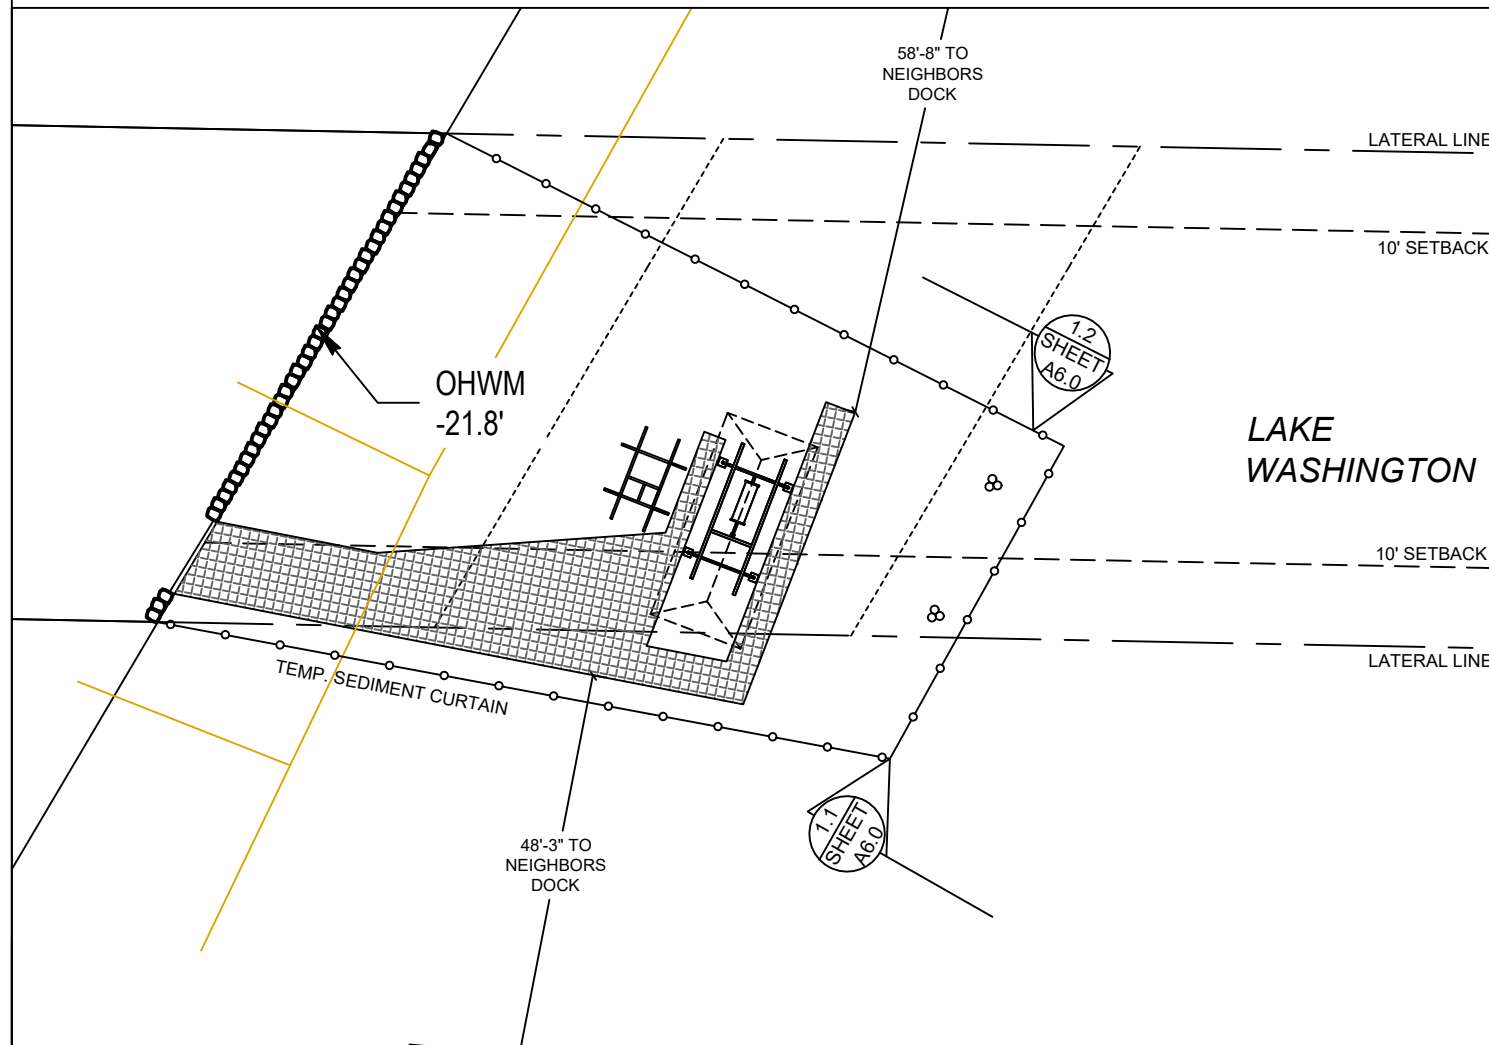 58'-8" TO
NEIGHBORS
DOCK
LATERAL LINE
10' SETBACK
1.2
SHEET
A6.0
OHWM
-21.8'
LAKE
WASHINGTON
10' SETBACK
LATERAL LINE
TEMP. SEDIMENT CURTAIN
1.1
SHEET
A6.0
48'-3" TO
NEIGHBORS
DOCK